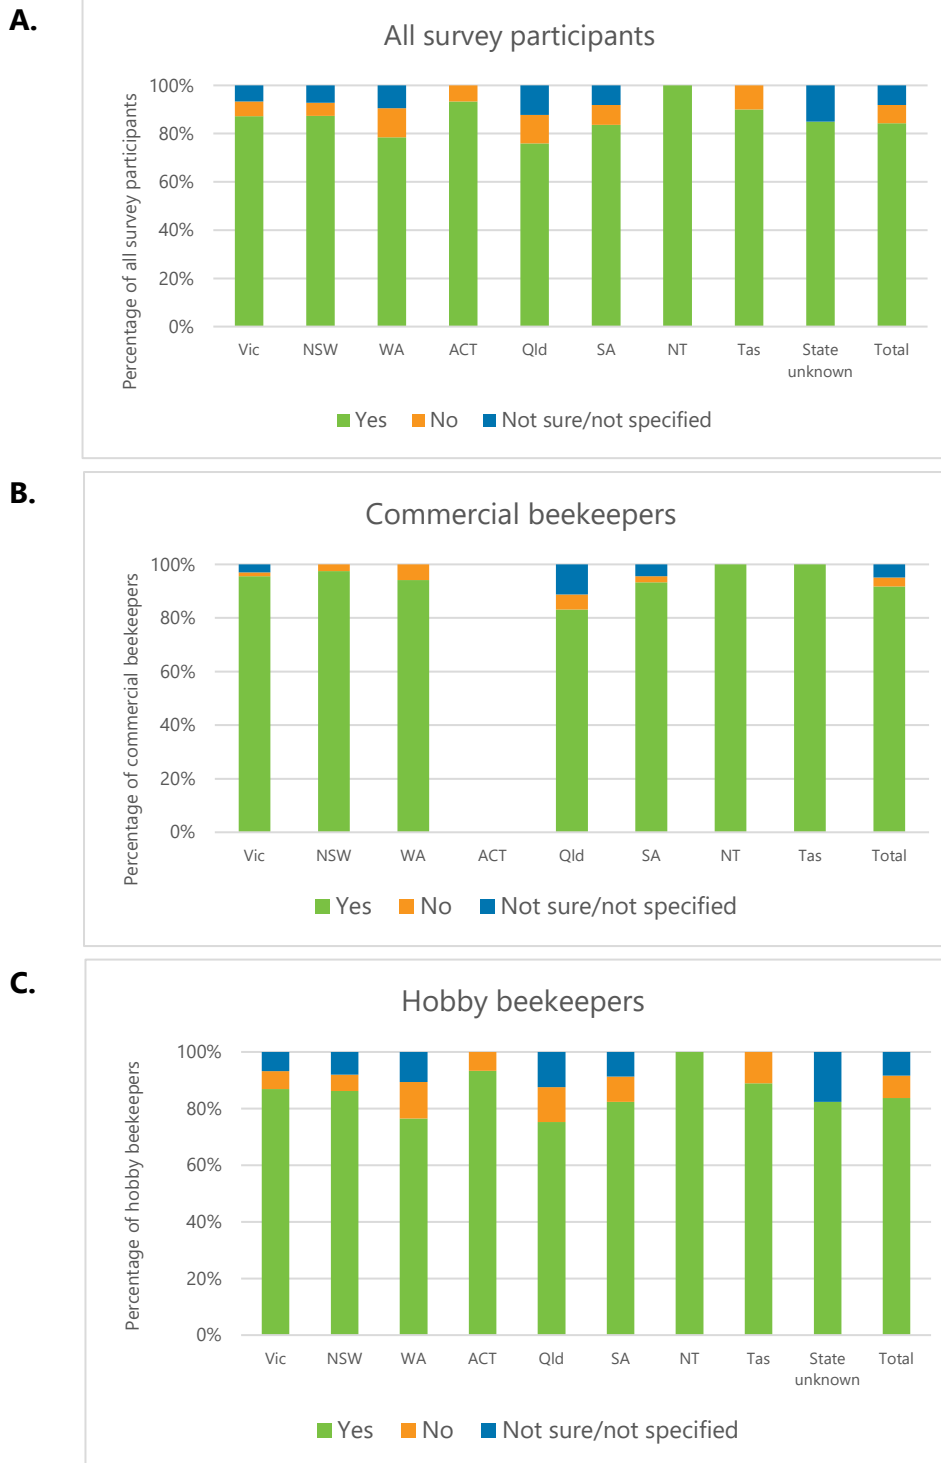 A.
All survey participants
Percentage of all survey participants
100%
80%
60%
40%
20%
0%
Vic NSW WA ACT Qld SA NT Tas State Total
unknown
Yes No Not sure/not specified
B.
Commercial beekeepers
Percentage of commercial beekeepers
100%
80%
60%
40%
20%
0%
Vic NSW WA ACT Qld SA NT Tas Total
Yes No Not sure/not specified
C.
Hobby beekeepers
Percentage of hobby beekeepers
100%
80%
60%
40%
20%
0%
Vic NSW WA ACT Qld SA NT Tas State Total
unknown
Yes No Not sure/not specified